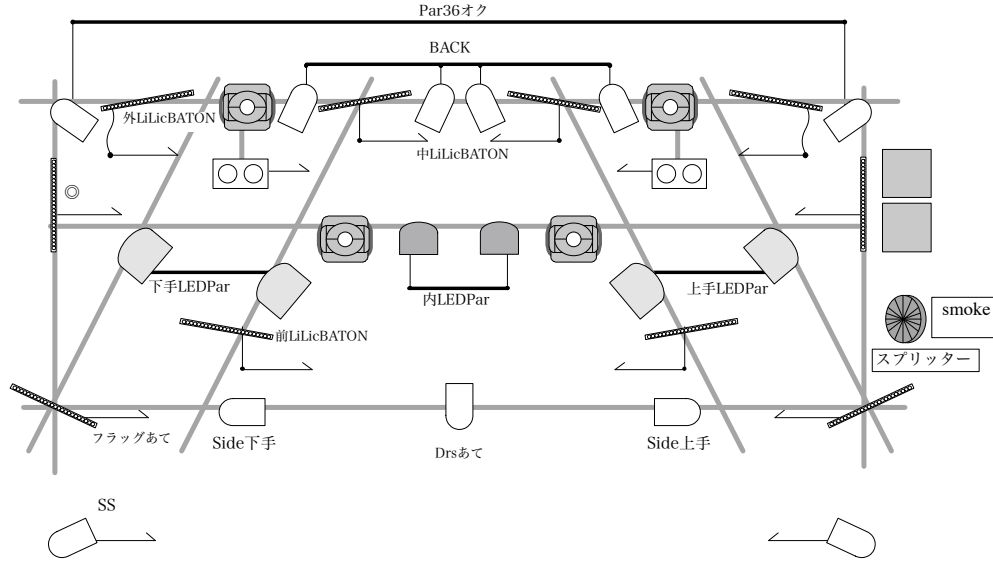 Par36オク
BACK
外LiLicBATON
中LiLicBATON
下手LEDPar
内LEDPar
上手LEDPar
smoke
前LiLicBATON
スプリッター
フラッグあて
Side下手
Drsあて
Side上手
SS